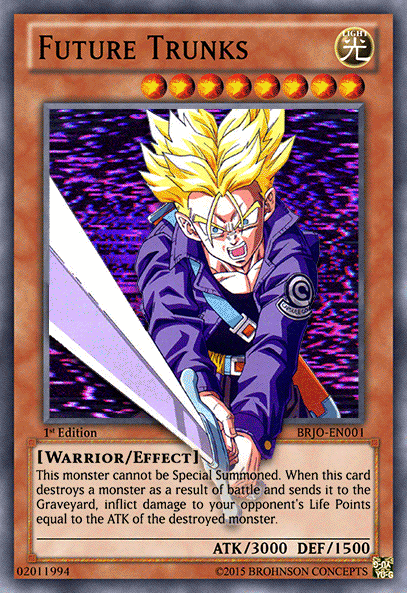 FUTURE TRUNKS
LIGHT
光
1st Edition
BRJO-EN001
[WARRIOR/EFFECT]
This monster cannot be Special Summoned. When this card
destroys a monster as a result of battle and sends it to the
Graveyard, inflict damage to your opponent's Life Points
equal to the ATK of the destroyed monster.
ATK/3000 DEF/1500
02011994
©2015 BROHNSON CONCEPTS